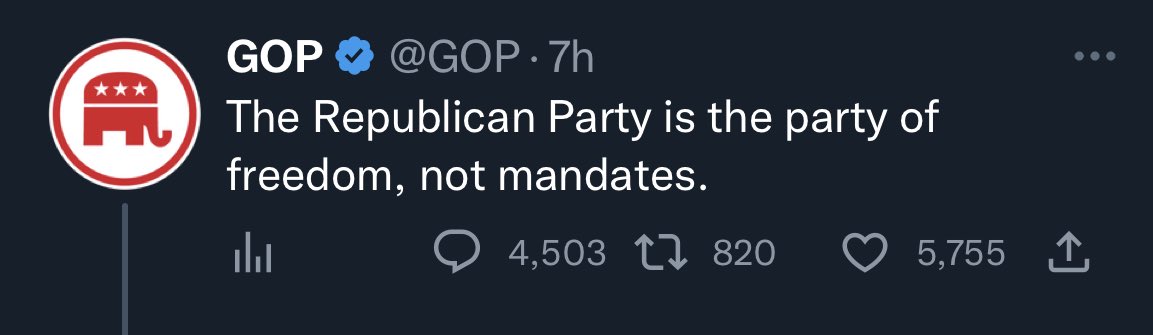 GOP @GOP · 7h
The Republican Party is the party of
freedom, not mandates.
4,503 820 5,755